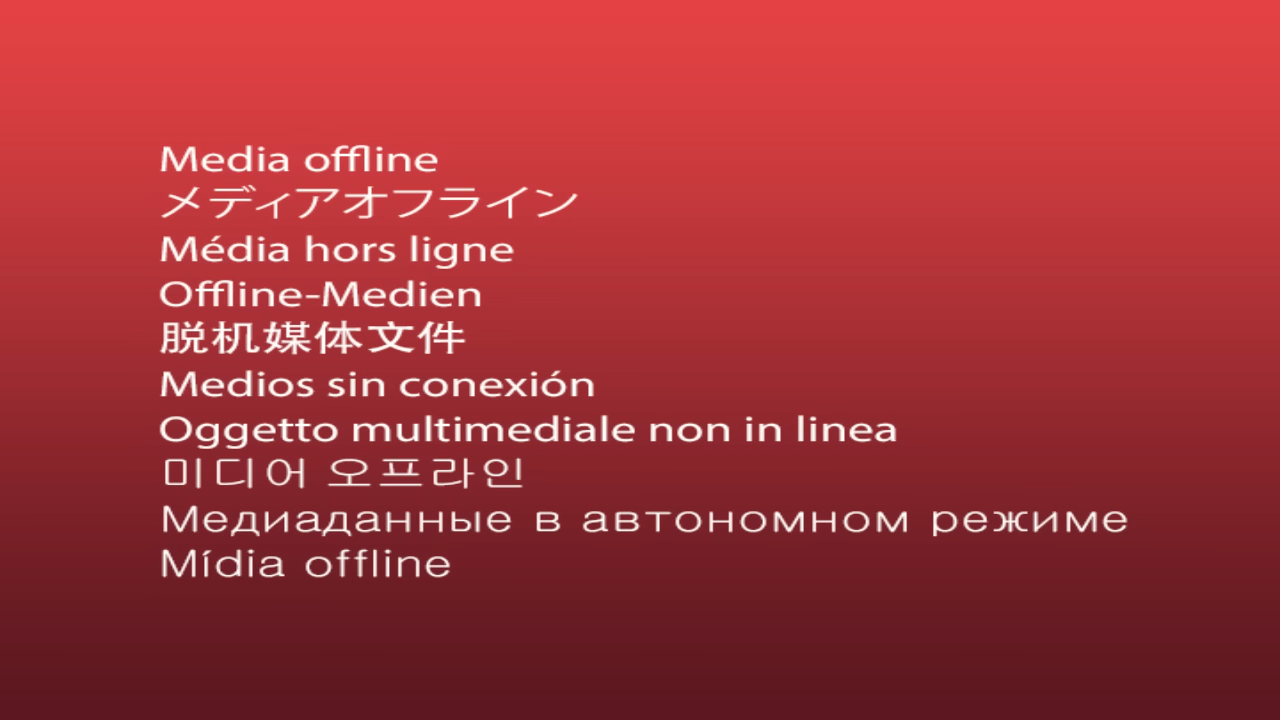 Media offline
メディアオフライン
Média hors ligne
Offline-Medien
脱机媒体文件
Medios sin conexión
Oggetto multimediale non in linea
미디어 오프라인
Медиаданные в автономном режиме
Mídia offline